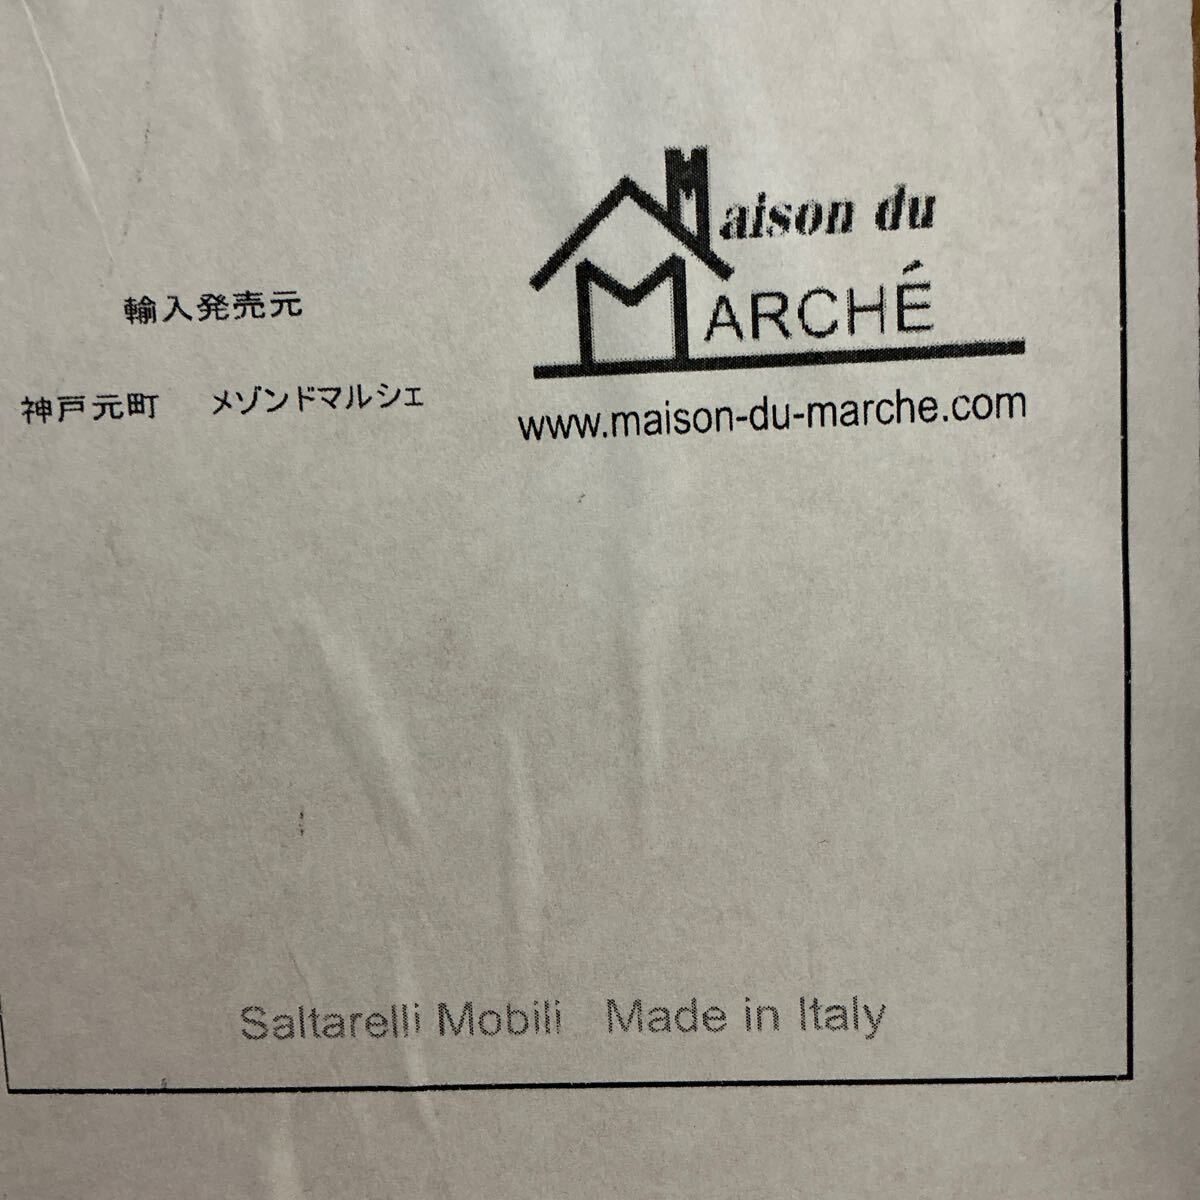 Maison du
MARCHÉ
輸入発売元
神戸元町 メゾンドマルシェ
www.maison-du-marche.com
Saltarelli Mobili Made in Italy